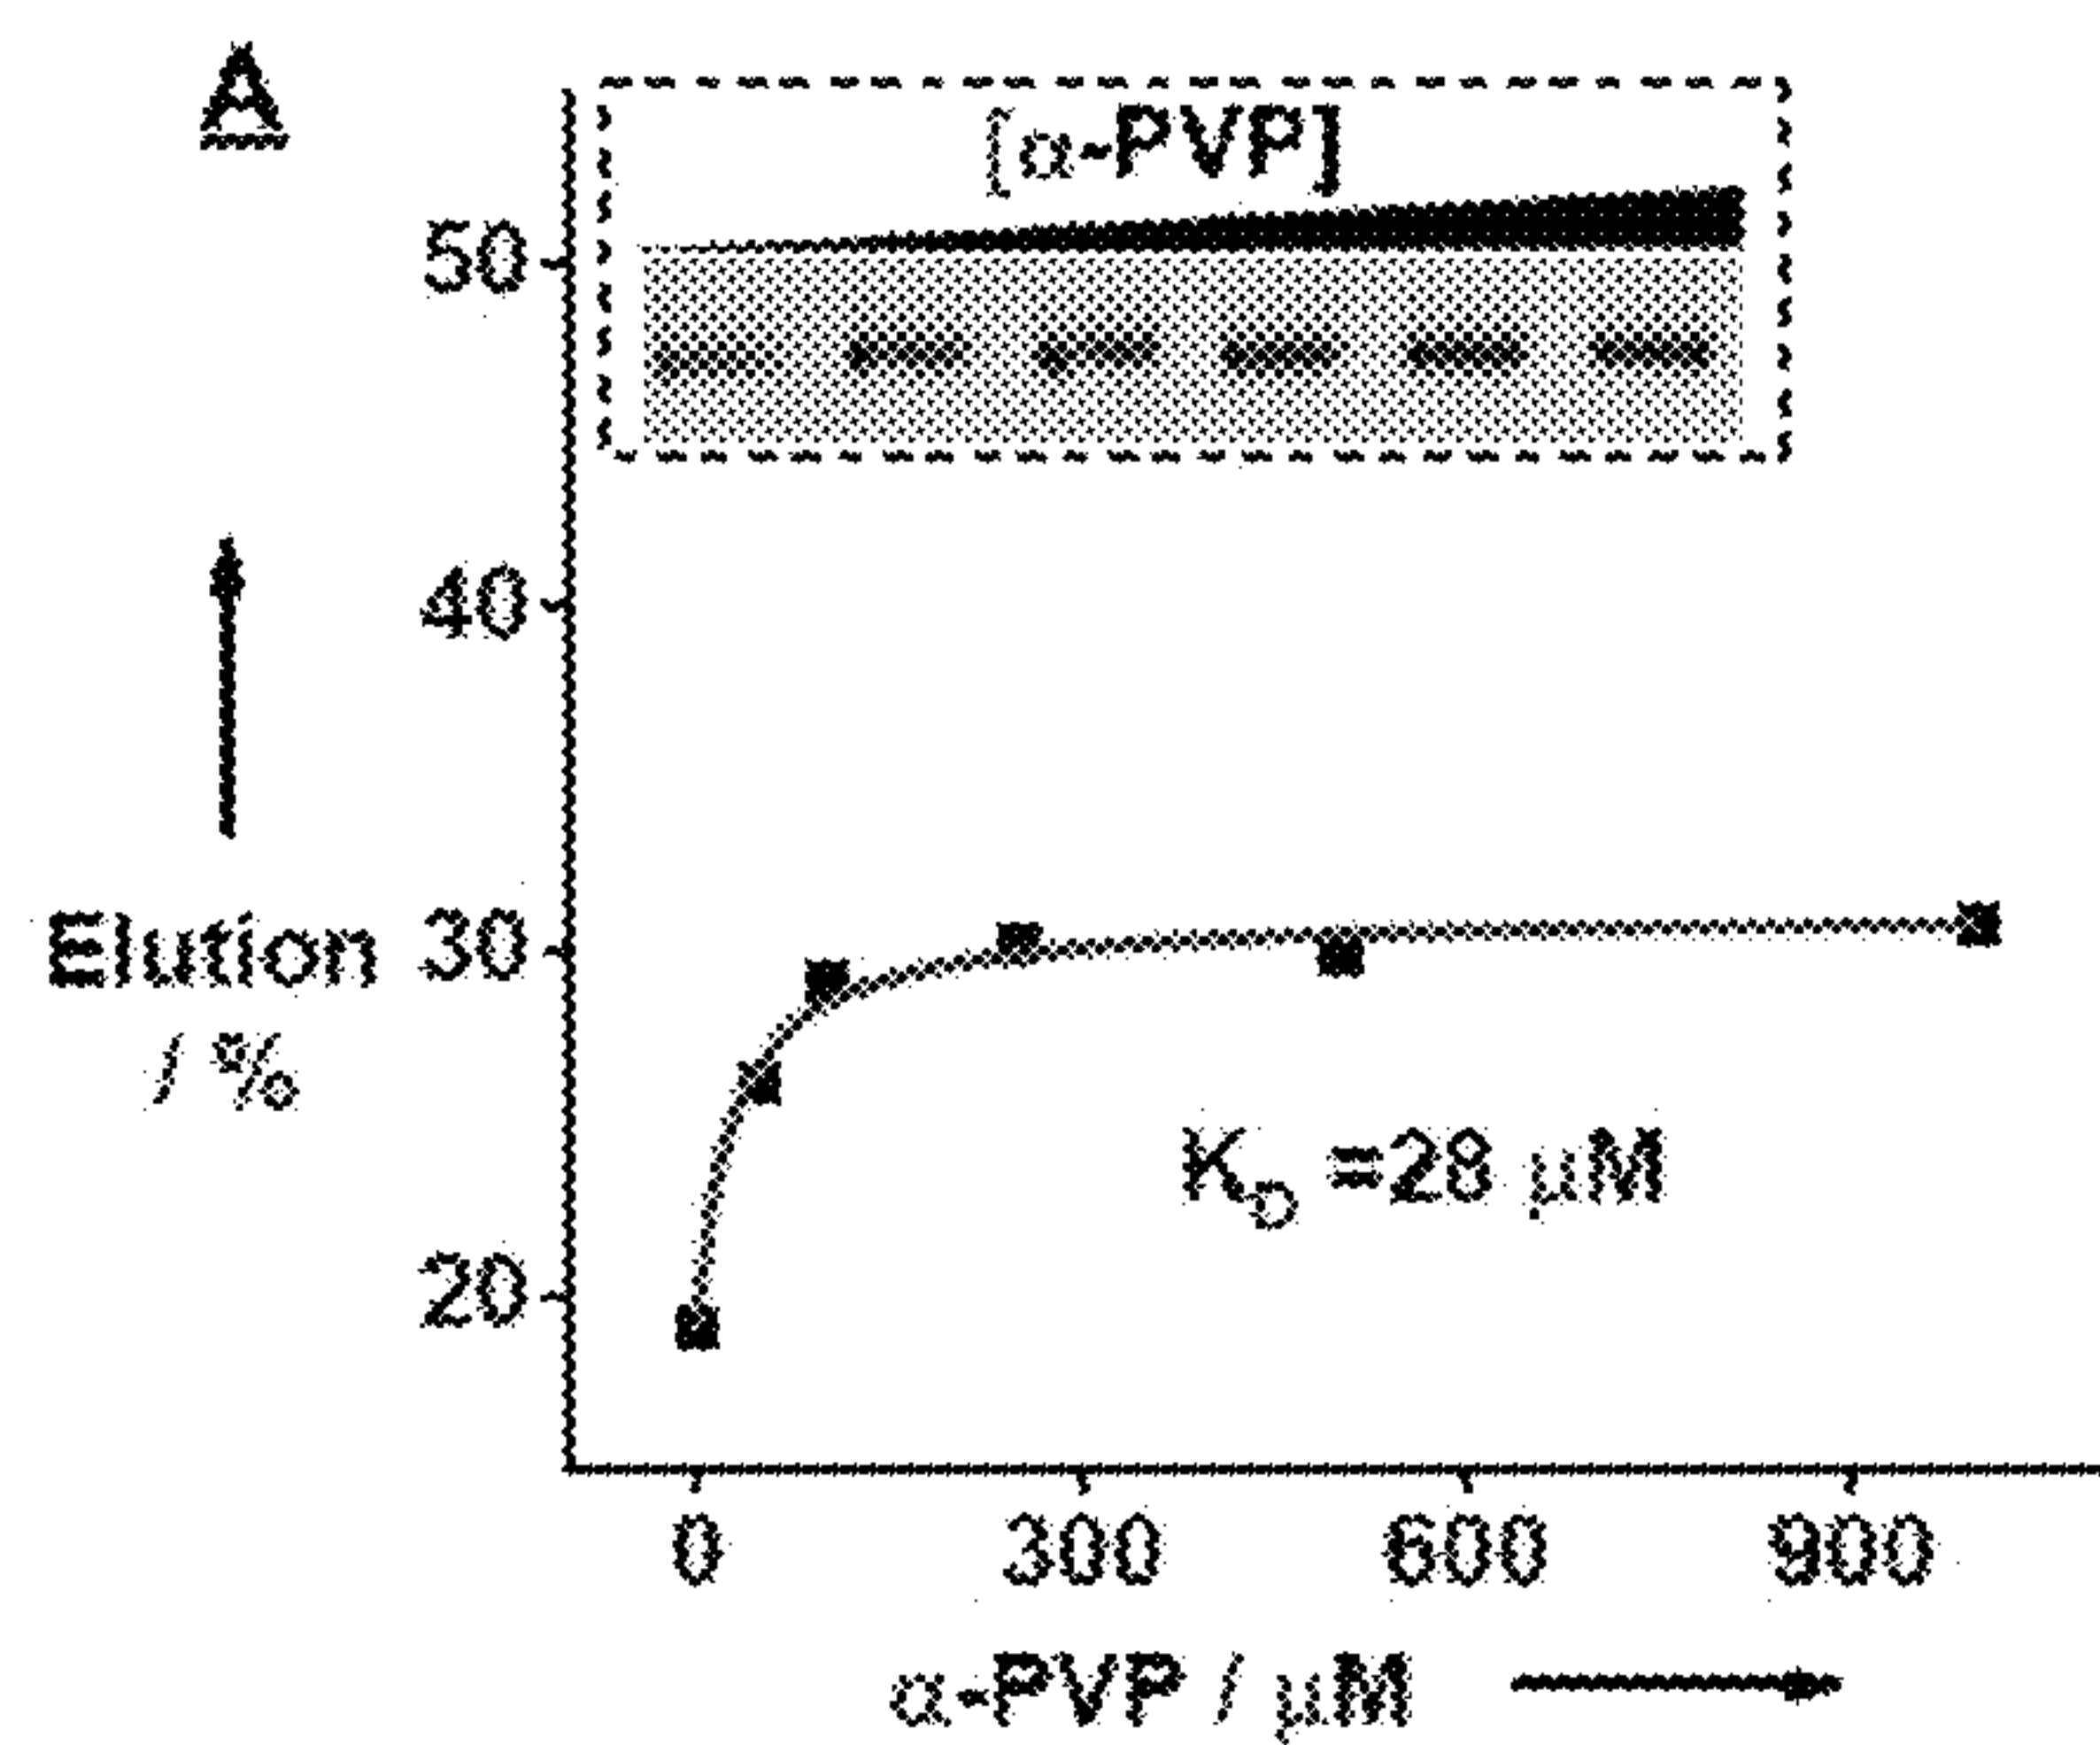 A
[α-PVP]
50
40
Elution 30
/ %
K_D =28 µM
20
0 300 600 900
α-PVP / µM